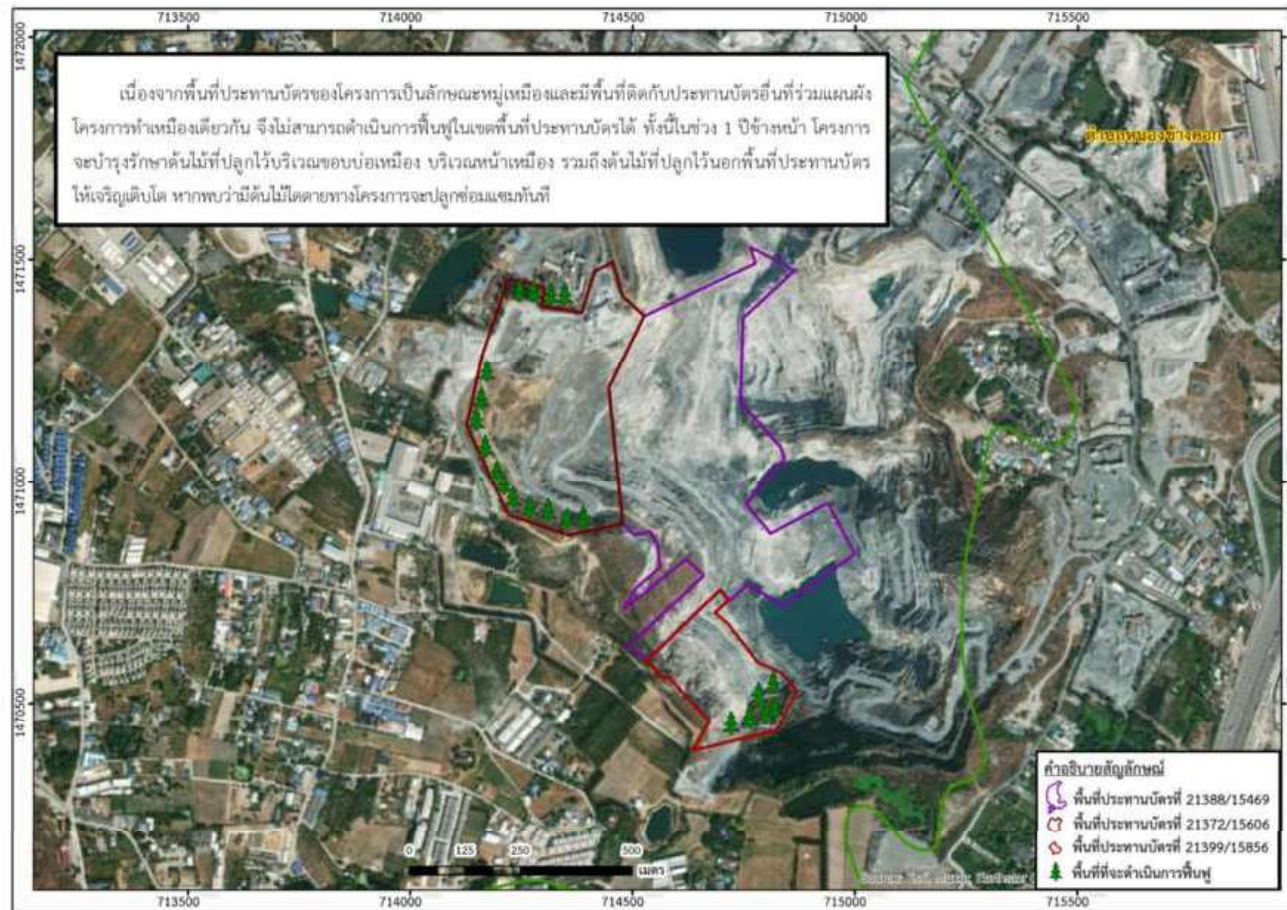 713500 714000 714500 715000 715500
1472000
เนื่องจากพื้นที่ประทานบัตรของโครงการเป็นลักษณะหมู่เหมืองและมีพื้นที่ติดกับประทานบัตรอื่นที่ร่วมแผนผัง
โครงการทำเหมืองเดียวกัน จึงไม่สามารถดำเนินการฟื้นฟูในเขตพื้นที่ประทานบัตรได้ ทั้งนี้ในช่วง 1 ปีข้างหน้า โครงการ
จะบำรุงรักษาต้นไม้ที่ปลูกไว้บริเวณขอบบ่อเหมือง บริเวณหน้าเหมือง รวมถึงต้นไม้ที่ปลูกไว้นอกพื้นที่ประทานบัตร
ให้เจริญเติบโต หากพบว่ามีต้นไม้ใดตายทางโครงการจะปลูกซ่อมแซมทันที
ตำบลหนองข้างคอก
1471500
1471000
1470500
คำอธิบายสัญลักษณ์
พื้นที่ประทานบัตรที่ 21388/15469
พื้นที่ประทานบัตรที่ 21372/15606
พื้นที่ประทานบัตรที่ 21399/15856
พื้นที่ที่จะดำเนินการฟื้นฟู
0 125 250 500
เมตร
713500 714000 714500 715000 715500